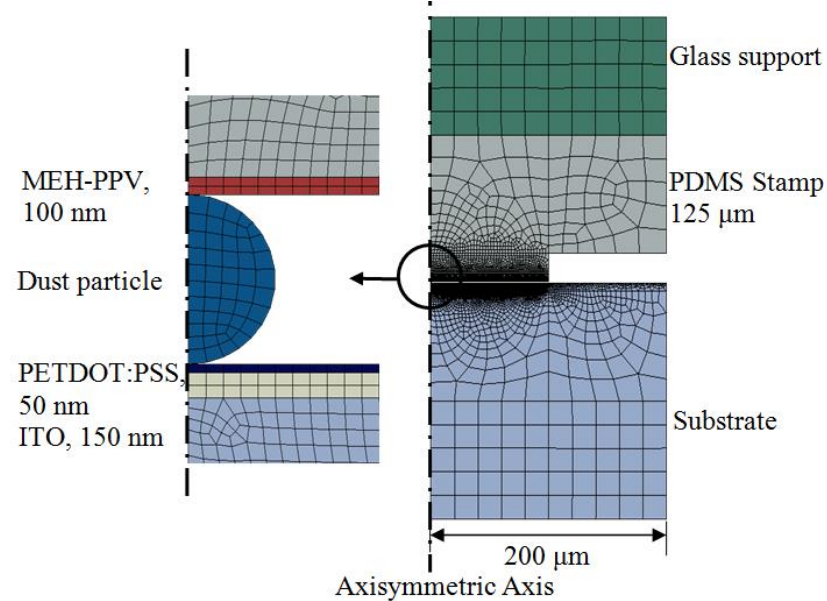 MEH-PPV,
100 nm
Dust particle
PETDOT:PSS,
50 nm
ITO, 150 nm
Glass support
PDMS Stamp
125 μm
Substrate
200 μm
Axisymmetric Axis